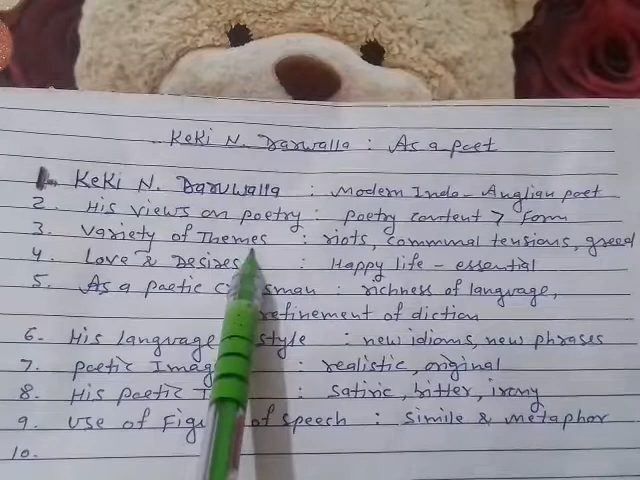 Keki N. Daruwalla : As a poet
1. Keki N. Daruwalla : Modern Indo-Anglian poet
2. His views on poetry : poetry content > form
3. Variety of Themes : riots, communal tensions, greed
4. Love & Desires : Happy life - essential
5. As a poetic c sman : richness of language,
refinement of diction
6. His language style : new idioms, new phrases
7. poetic Imag : realistic, original
8. His poetic T : satiric, bitter, irony
9. Use of Figu of speech : simile & metaphor
10.